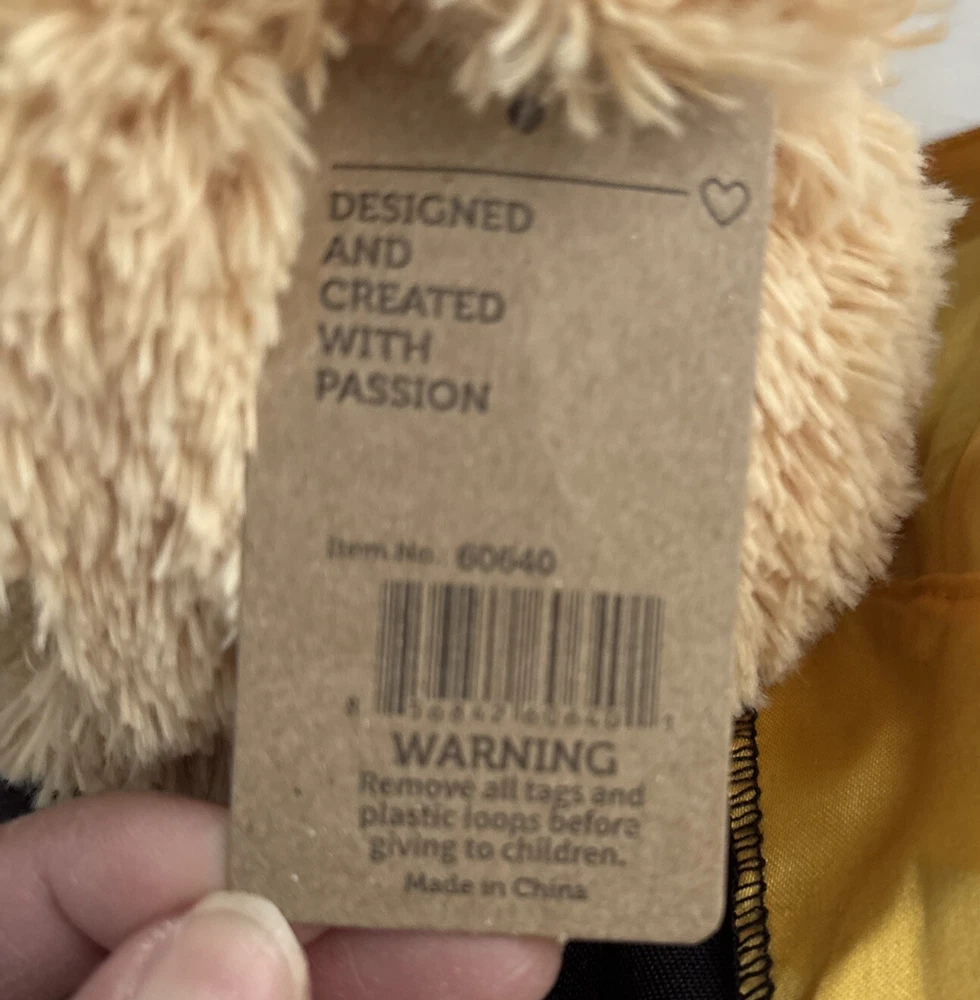 DESIGNED
AND
CREATED
WITH
PASSION
Item No. 60640
WARNING
Remove all tags and
plastic loops before
giving to children.
Made in China